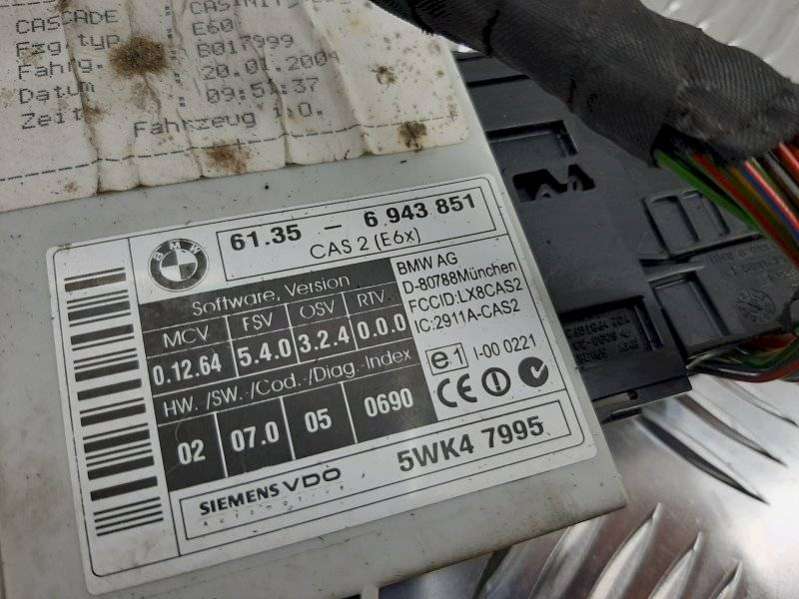 CASCADE
Fzg.typ : E60
Fahrg. : B017999
Datum : 20.01.2004
Zeit : 09:51:37
Fahrzeug i.O.
BMW
61.35 - 6 943 851
CAS 2 (E6x)
Software, Version
MCV FSV OSV RTV
0.12.64 5.4.0 3.2.4 0.0.0
HW. /SW. -/Cod. -/Diag.-Index
02 07.0 05 0690
BMW AG
D-80788München
FCCID:LX8CAS2
IC:2911A-CAS2
e1 I-00 0221
CE
SIEMENS VDO
AUTOMOTIVE
5WK4 7995